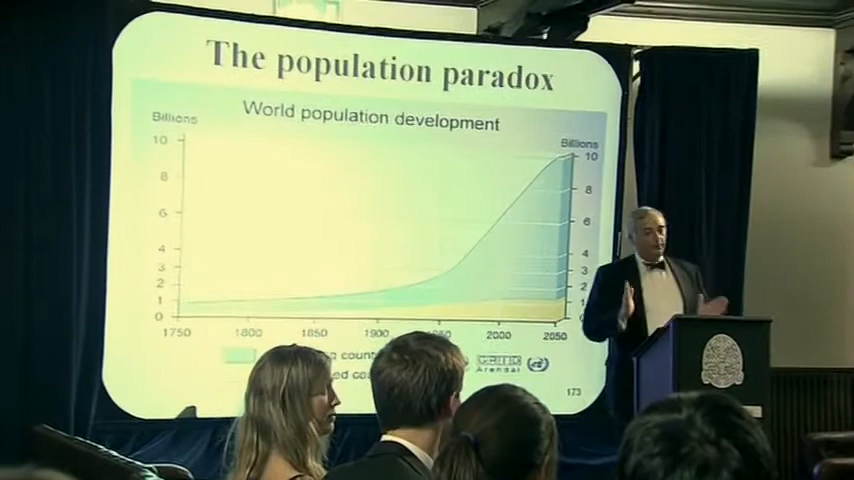 The population paradox
World population development
Billions
Billions
10
8
6
4
3
2
1
0
10
8
6
4
3
2
1
0
1750 1800 1850 1900 2000 2050
GRID
Arendal
173